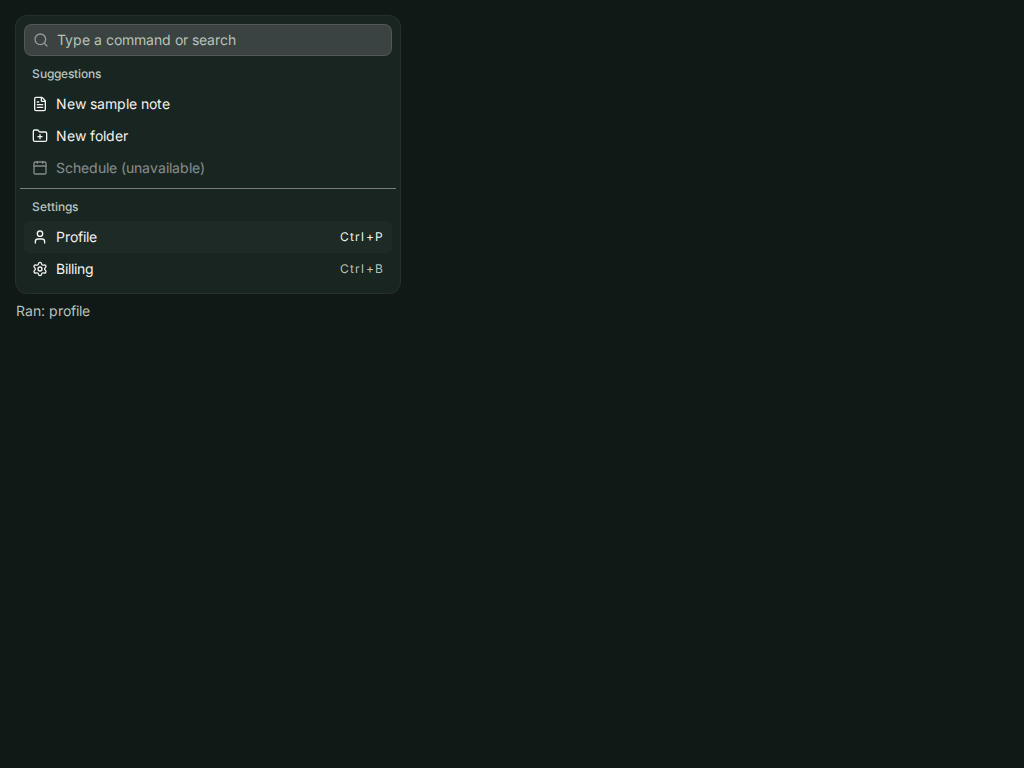 Type a command or search
Suggestions
New sample note
New folder
Schedule (unavailable)
Settings
Profile Ctrl+P
Billing Ctrl+B
Ran: profile